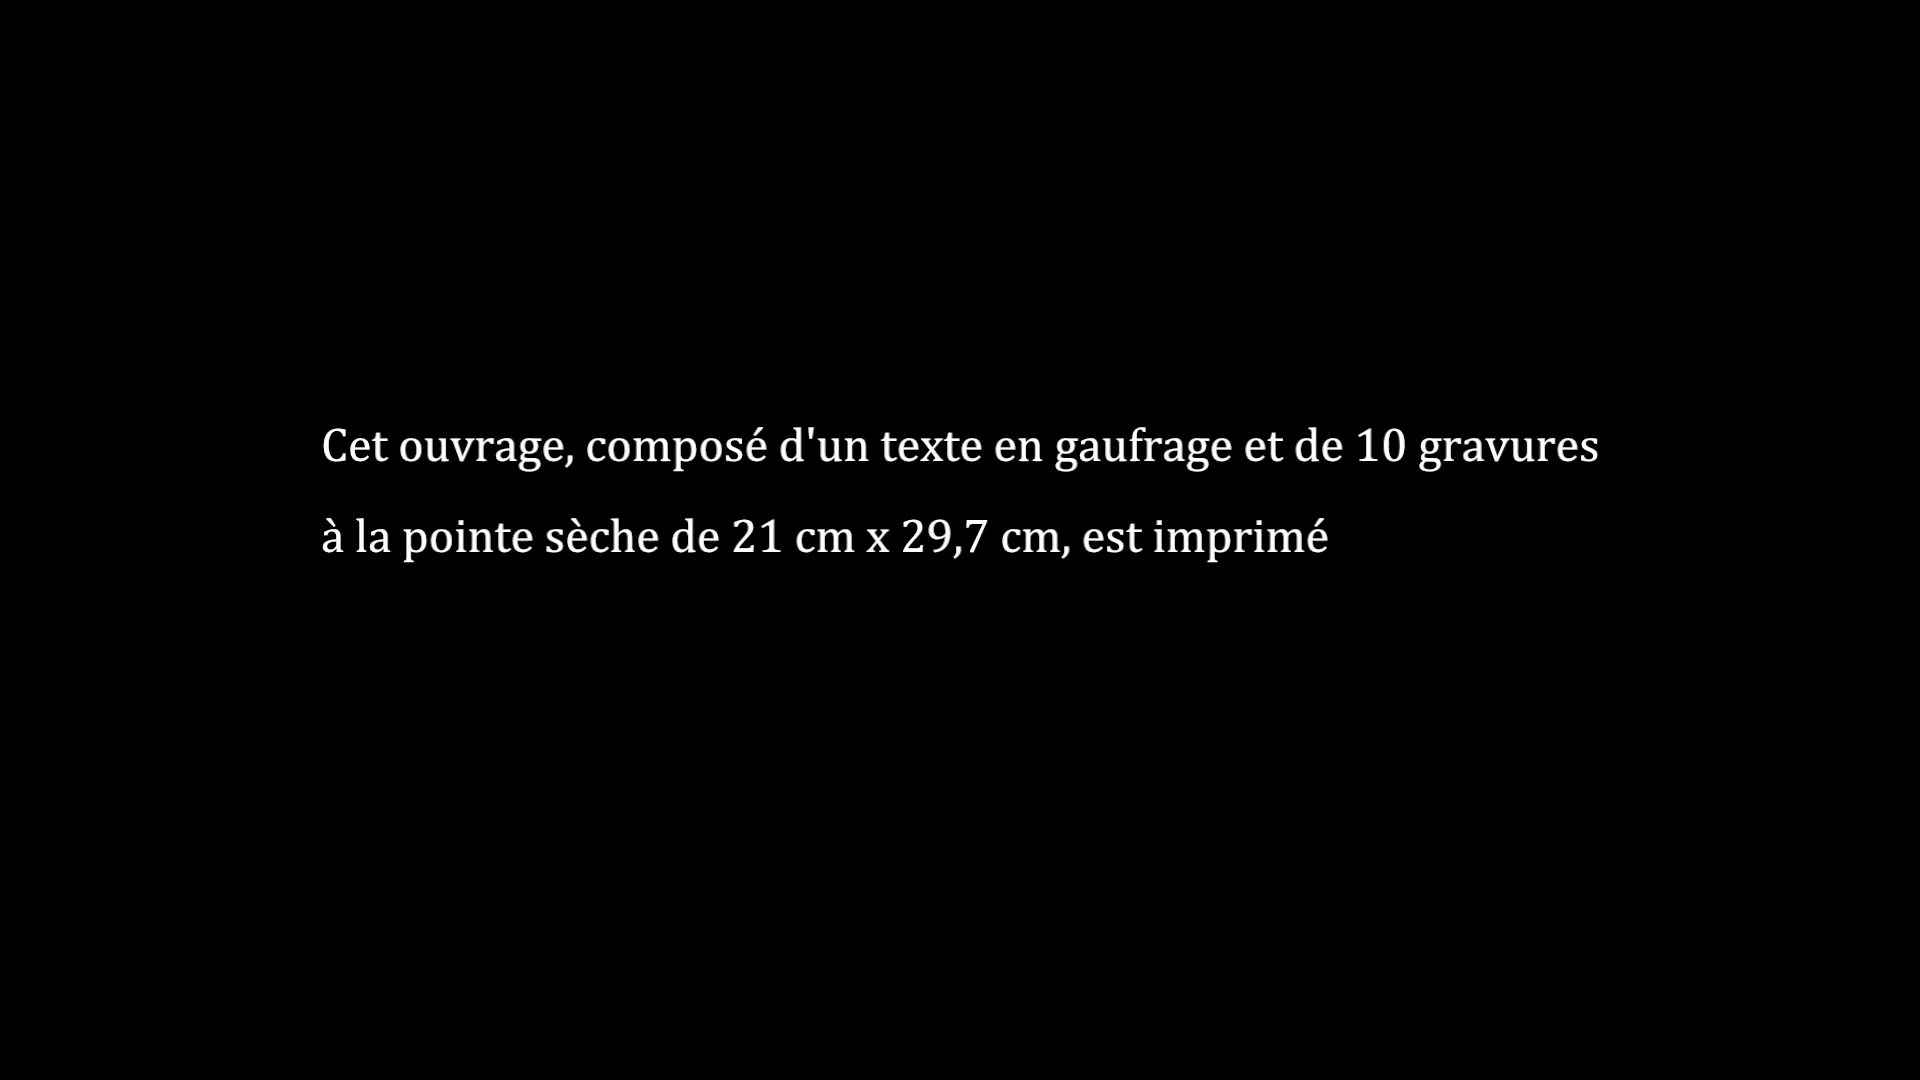 Cet ouvrage, composé d'un texte en gaufrage et de 10 gravures
à la pointe sèche de 21 cm x 29,7 cm, est imprimé